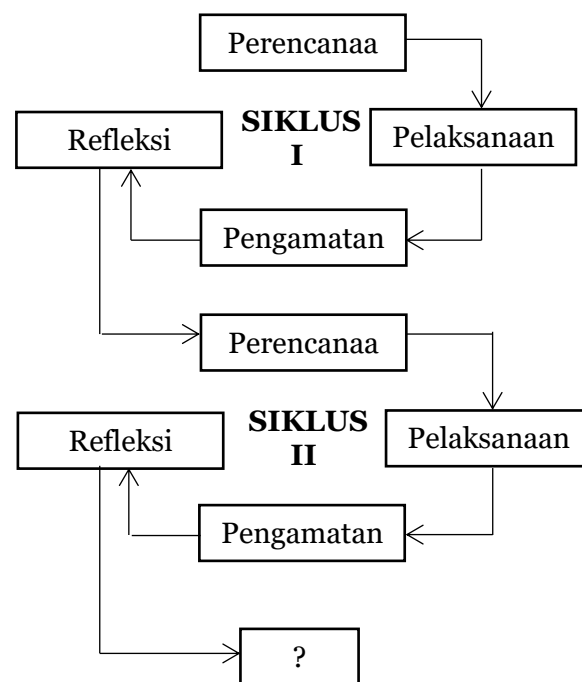 Perencanaa
SIKLUS
I
Refleksi
Pelaksanaan
Pengamatan
Perencanaa
SIKLUS
II
Refleksi
Pelaksanaan
Pengamatan
?